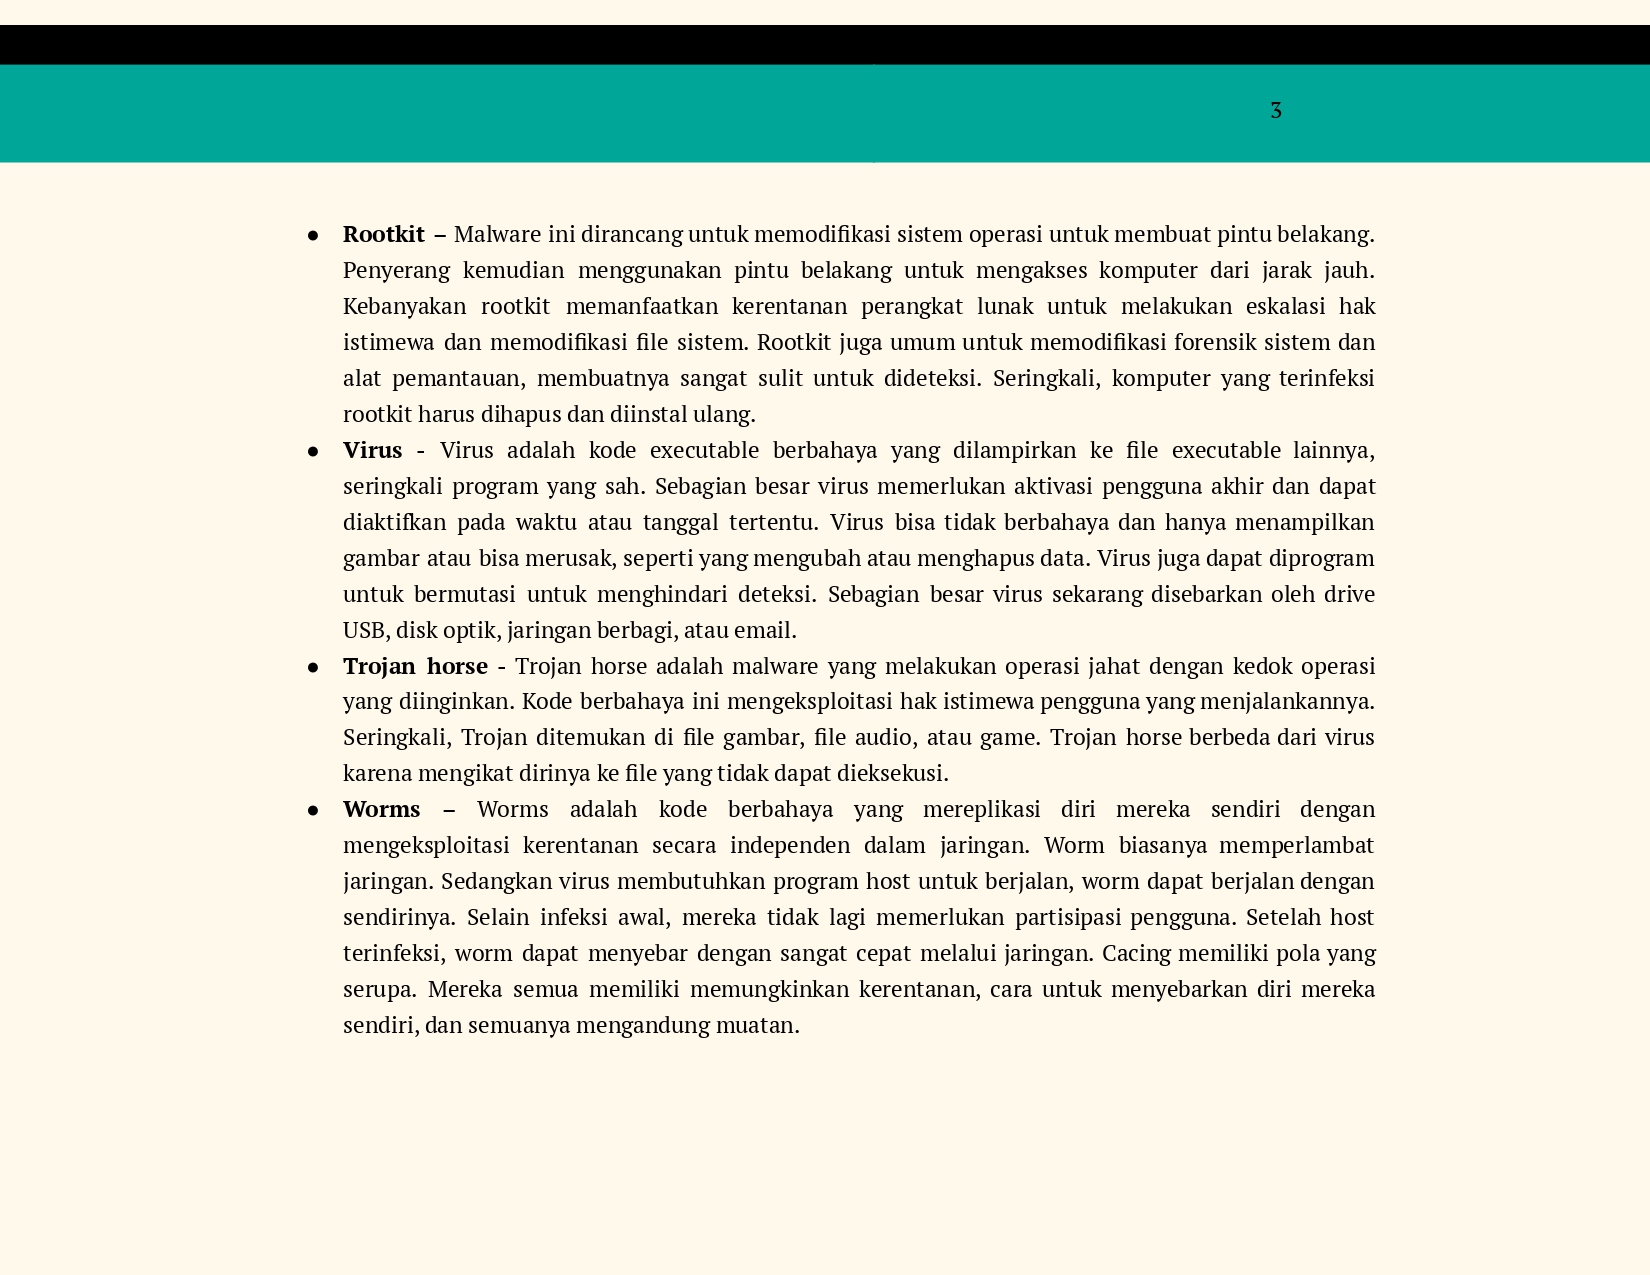 3
● Rootkit – Malware ini dirancang untuk memodifikasi sistem operasi untuk membuat pintu belakang.
Penyerang kemudian menggunakan pintu belakang untuk mengakses komputer dari jarak jauh.
Kebanyakan rootkit memanfaatkan kerentanan perangkat lunak untuk melakukan eskalasi hak
istimewa dan memodifikasi file sistem. Rootkit juga umum untuk memodifikasi forensik sistem dan
alat pemantauan, membuatnya sangat sulit untuk dideteksi. Seringkali, komputer yang terinfeksi
rootkit harus dihapus dan diinstal ulang.
● Virus - Virus adalah kode executable berbahaya yang dilampirkan ke file executable lainnya,
seringkali program yang sah. Sebagian besar virus memerlukan aktivasi pengguna akhir dan dapat
diaktifkan pada waktu atau tanggal tertentu. Virus bisa tidak berbahaya dan hanya menampilkan
gambar atau bisa merusak, seperti yang mengubah atau menghapus data. Virus juga dapat diprogram
untuk bermutasi untuk menghindari deteksi. Sebagian besar virus sekarang disebarkan oleh drive
USB, disk optik, jaringan berbagi, atau email.
● Trojan horse - Trojan horse adalah malware yang melakukan operasi jahat dengan kedok operasi
yang diinginkan. Kode berbahaya ini mengeksploitasi hak istimewa pengguna yang menjalankannya.
Seringkali, Trojan ditemukan di file gambar, file audio, atau game. Trojan horse berbeda dari virus
karena mengikat dirinya ke file yang tidak dapat dieksekusi.
● Worms – Worms adalah kode berbahaya yang mereplikasi diri mereka sendiri dengan
mengeksploitasi kerentanan secara independen dalam jaringan. Worm biasanya memperlambat
jaringan. Sedangkan virus membutuhkan program host untuk berjalan, worm dapat berjalan dengan
sendirinya. Selain infeksi awal, mereka tidak lagi memerlukan partisipasi pengguna. Setelah host
terinfeksi, worm dapat menyebar dengan sangat cepat melalui jaringan. Cacing memiliki pola yang
serupa. Mereka semua memiliki memungkinkan kerentanan, cara untuk menyebarkan diri mereka
sendiri, dan semuanya mengandung muatan.